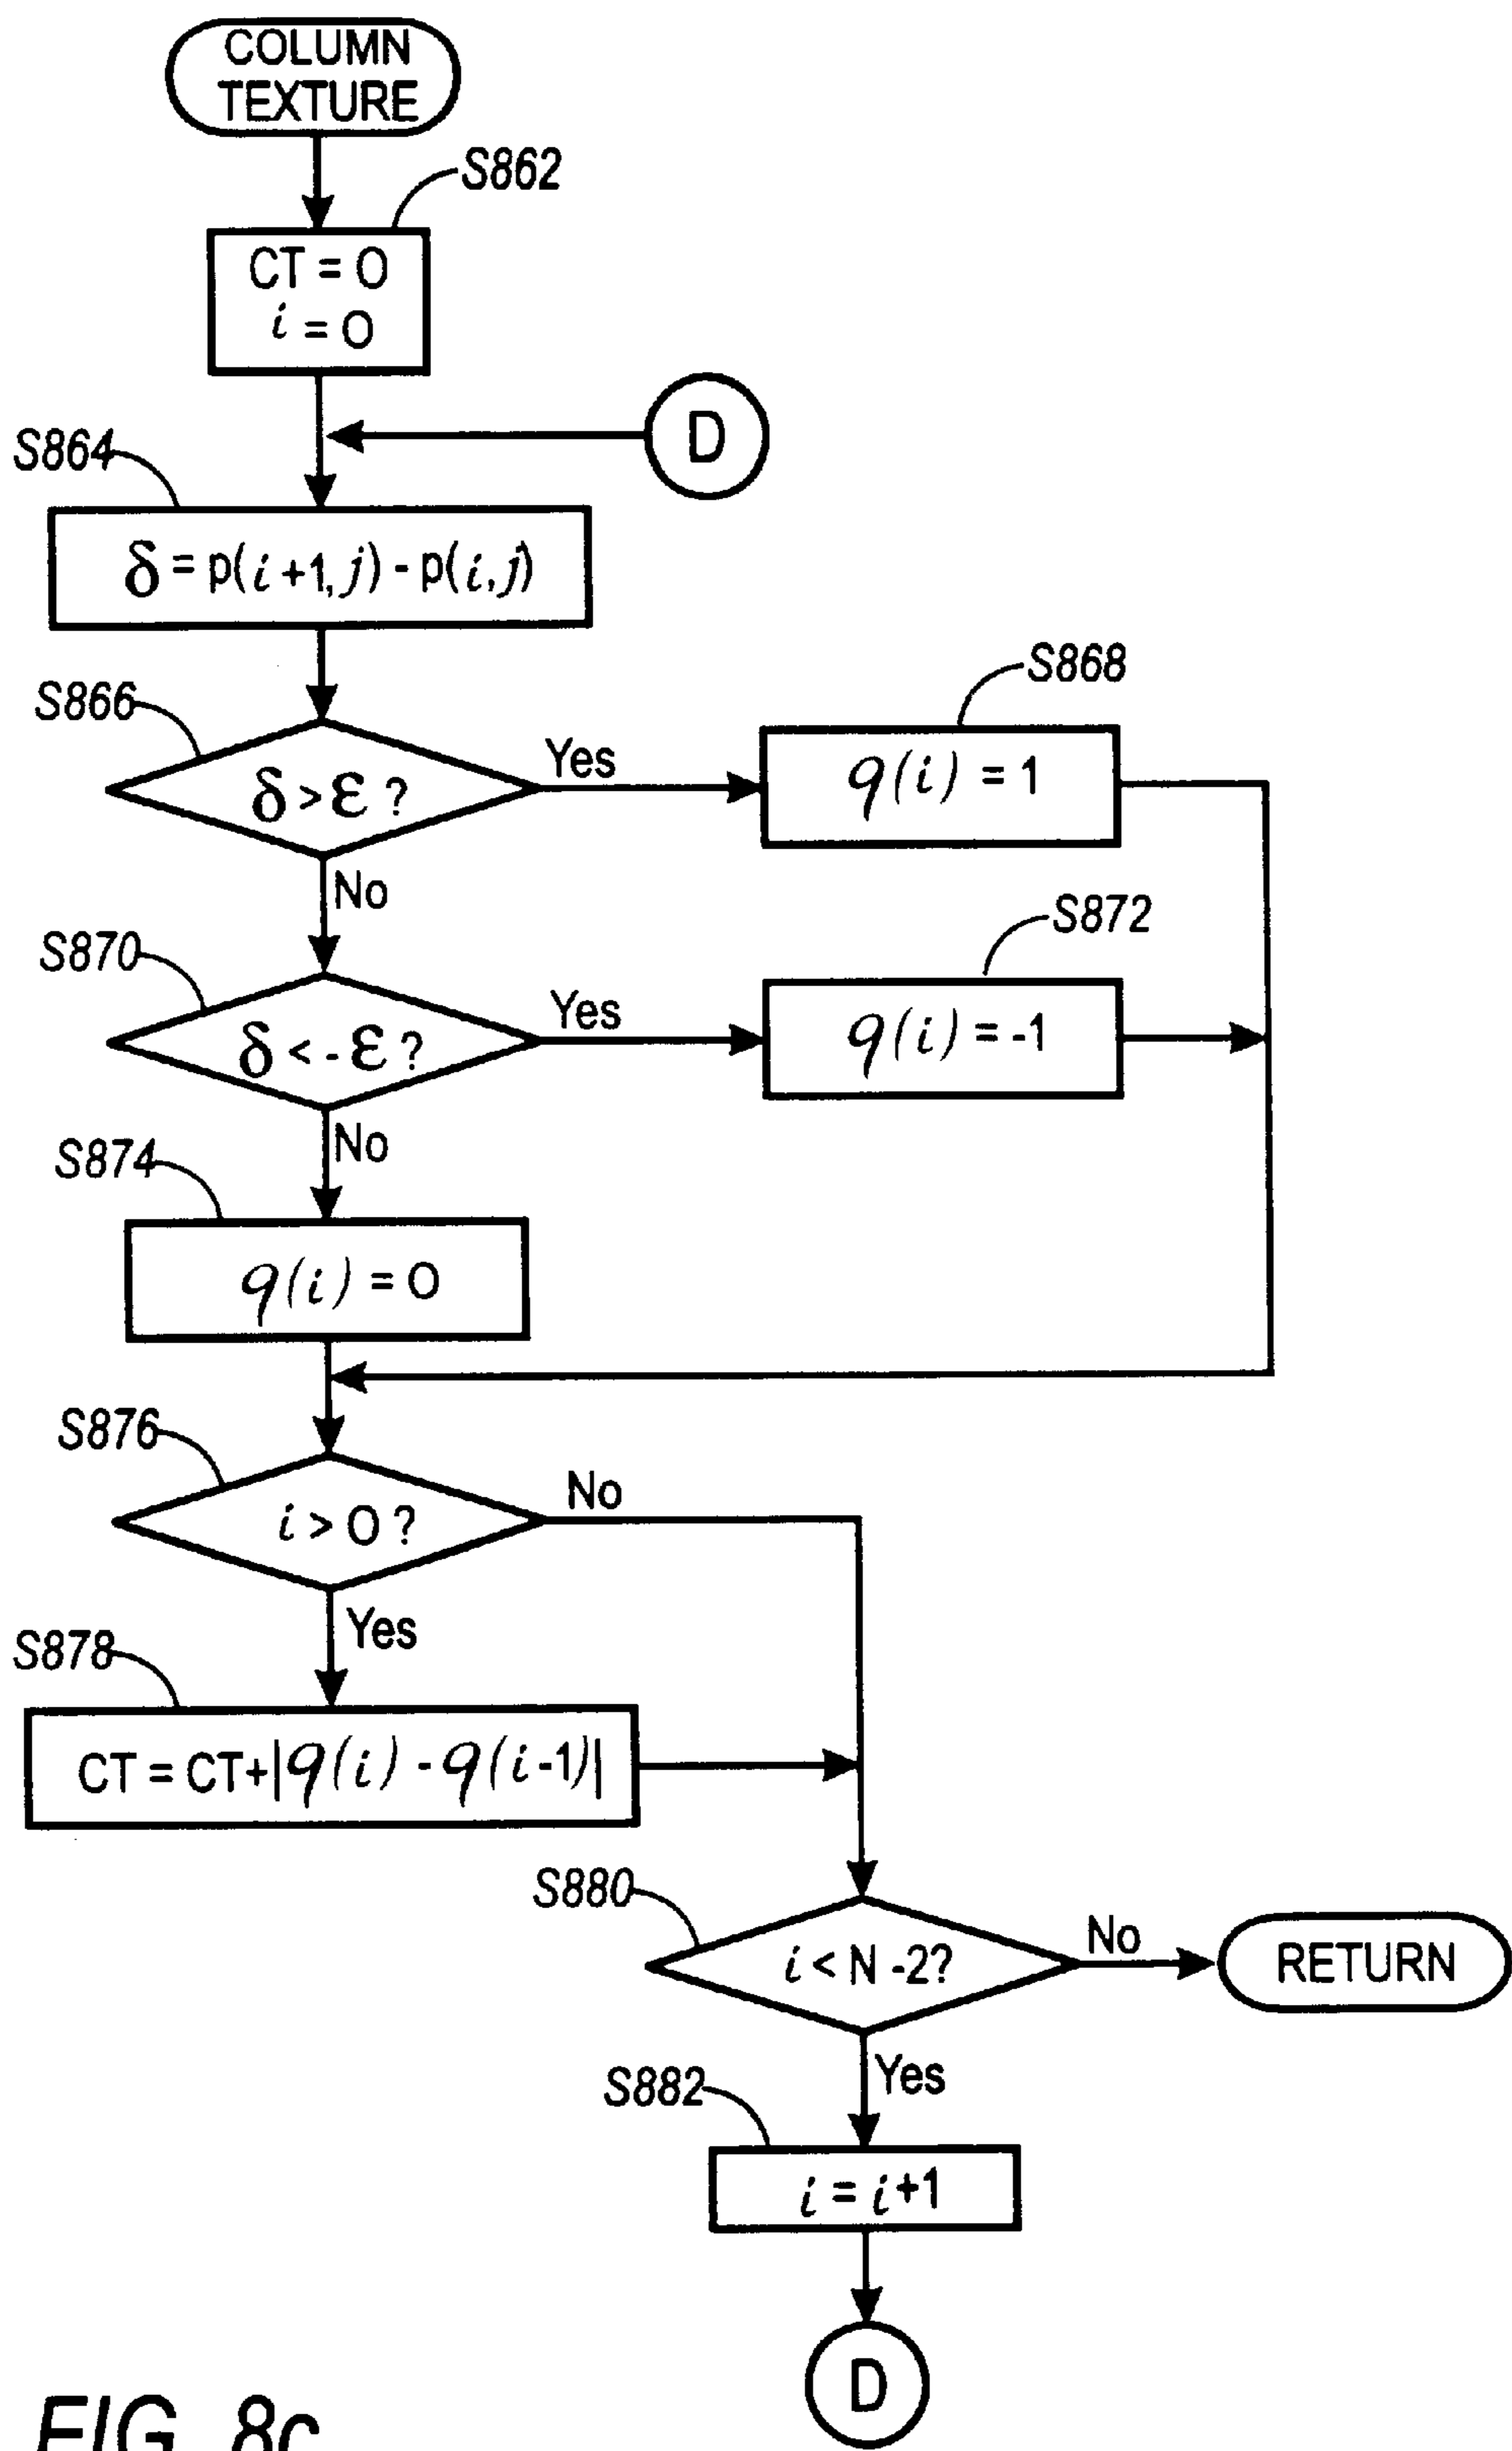 COLUMN
TEXTURE
S862
CT = 0
i = 0
D
S864
δ = p(i+1, j) - p(i, j)
S866
δ > ε ?
Yes
S868
q(i) = 1
No
S870
δ < - ε ?
Yes
S872
q(i) = -1
No
S874
q(i) = 0
S876
i > 0 ?
No
Yes
S878
CT = CT+|q(i) - q(i-1)|
S880
i < N -2?
No
RETURN
Yes
S882
i = i+1
D
FIG. 8c